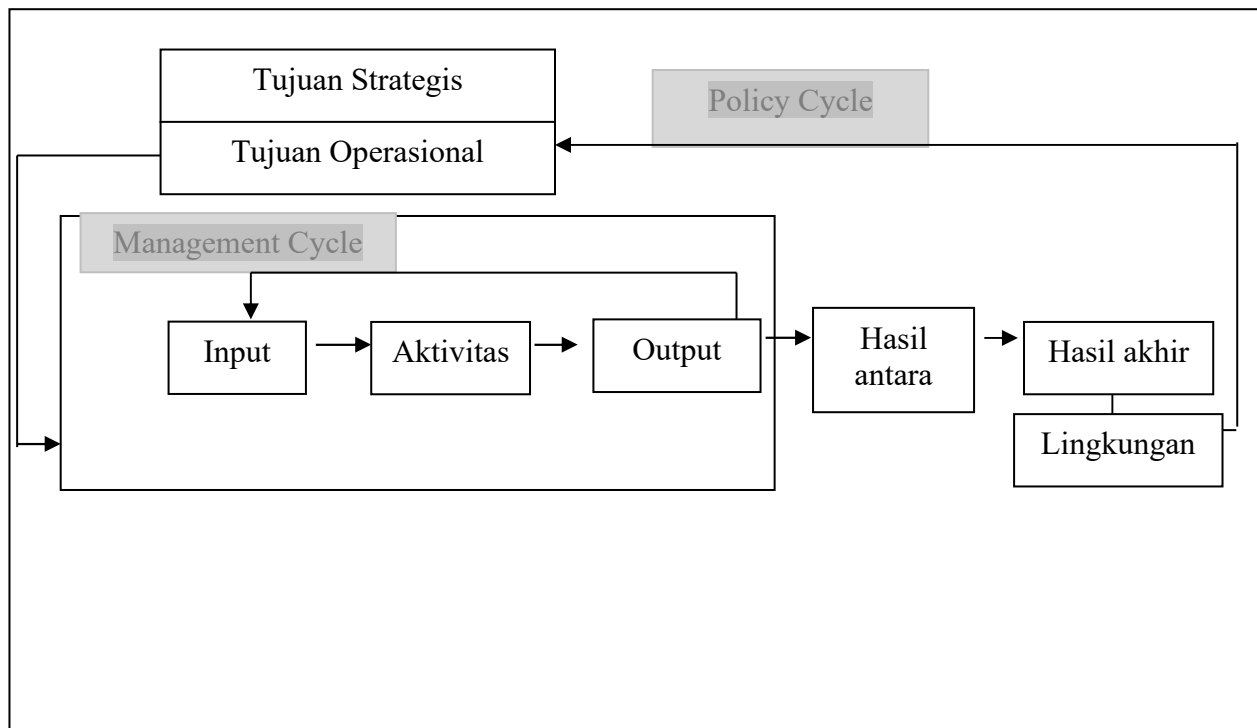 Tujuan Strategis
Policy Cycle
Tujuan Operasional
Management Cycle
Input
Aktivitas
Output
Hasil
antara
Hasil akhir
Lingkungan